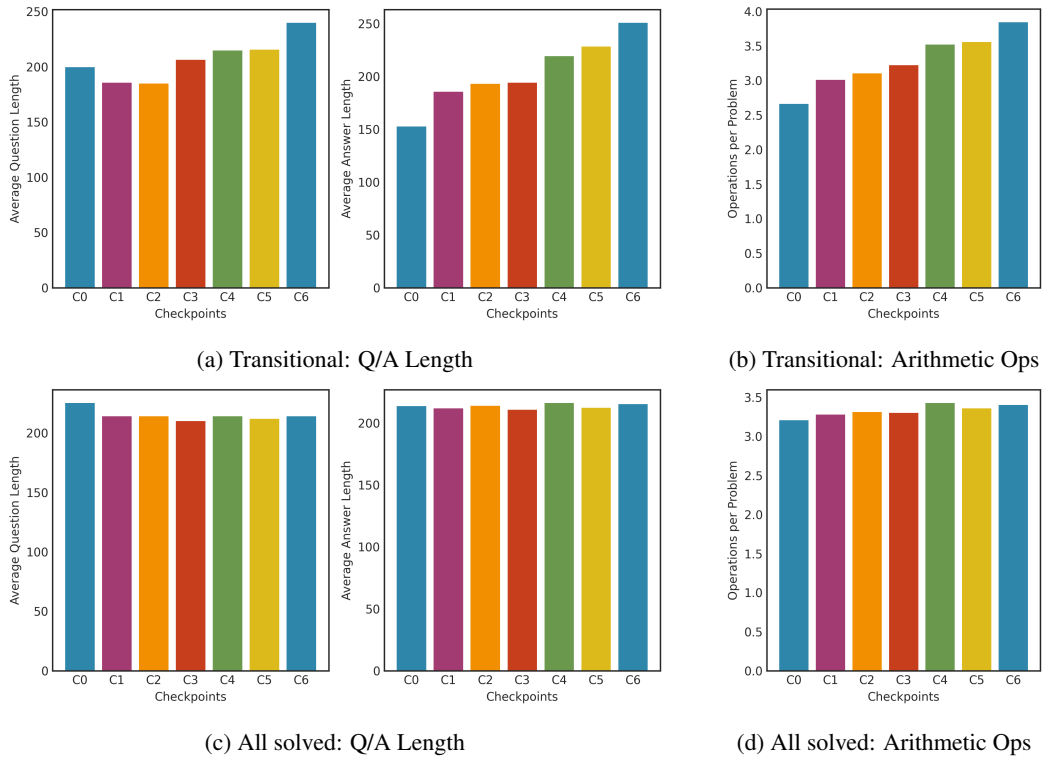 250
200
150
100
50
0
Average Question Length
C0 C1 C2 C3 C4 C5 C6
Checkpoints
250
200
150
100
50
0
Average Answer Length
C0 C1 C2 C3 C4 C5 C6
Checkpoints
(a) Transitional: Q/A Length
4.0
3.5
3.0
2.5
2.0
1.5
1.0
0.5
0.0
Operations per Problem
C0 C1 C2 C3 C4 C5 C6
Checkpoints
(b) Transitional: Arithmetic Ops
200
150
100
50
0
Average Question Length
C0 C1 C2 C3 C4 C5 C6
Checkpoints
200
150
100
50
0
Average Answer Length
C0 C1 C2 C3 C4 C5 C6
Checkpoints
(c) All solved: Q/A Length
3.5
3.0
2.5
2.0
1.5
1.0
0.5
0.0
Operations per Problem
C0 C1 C2 C3 C4 C5 C6
Checkpoints
(d) All solved: Arithmetic Ops